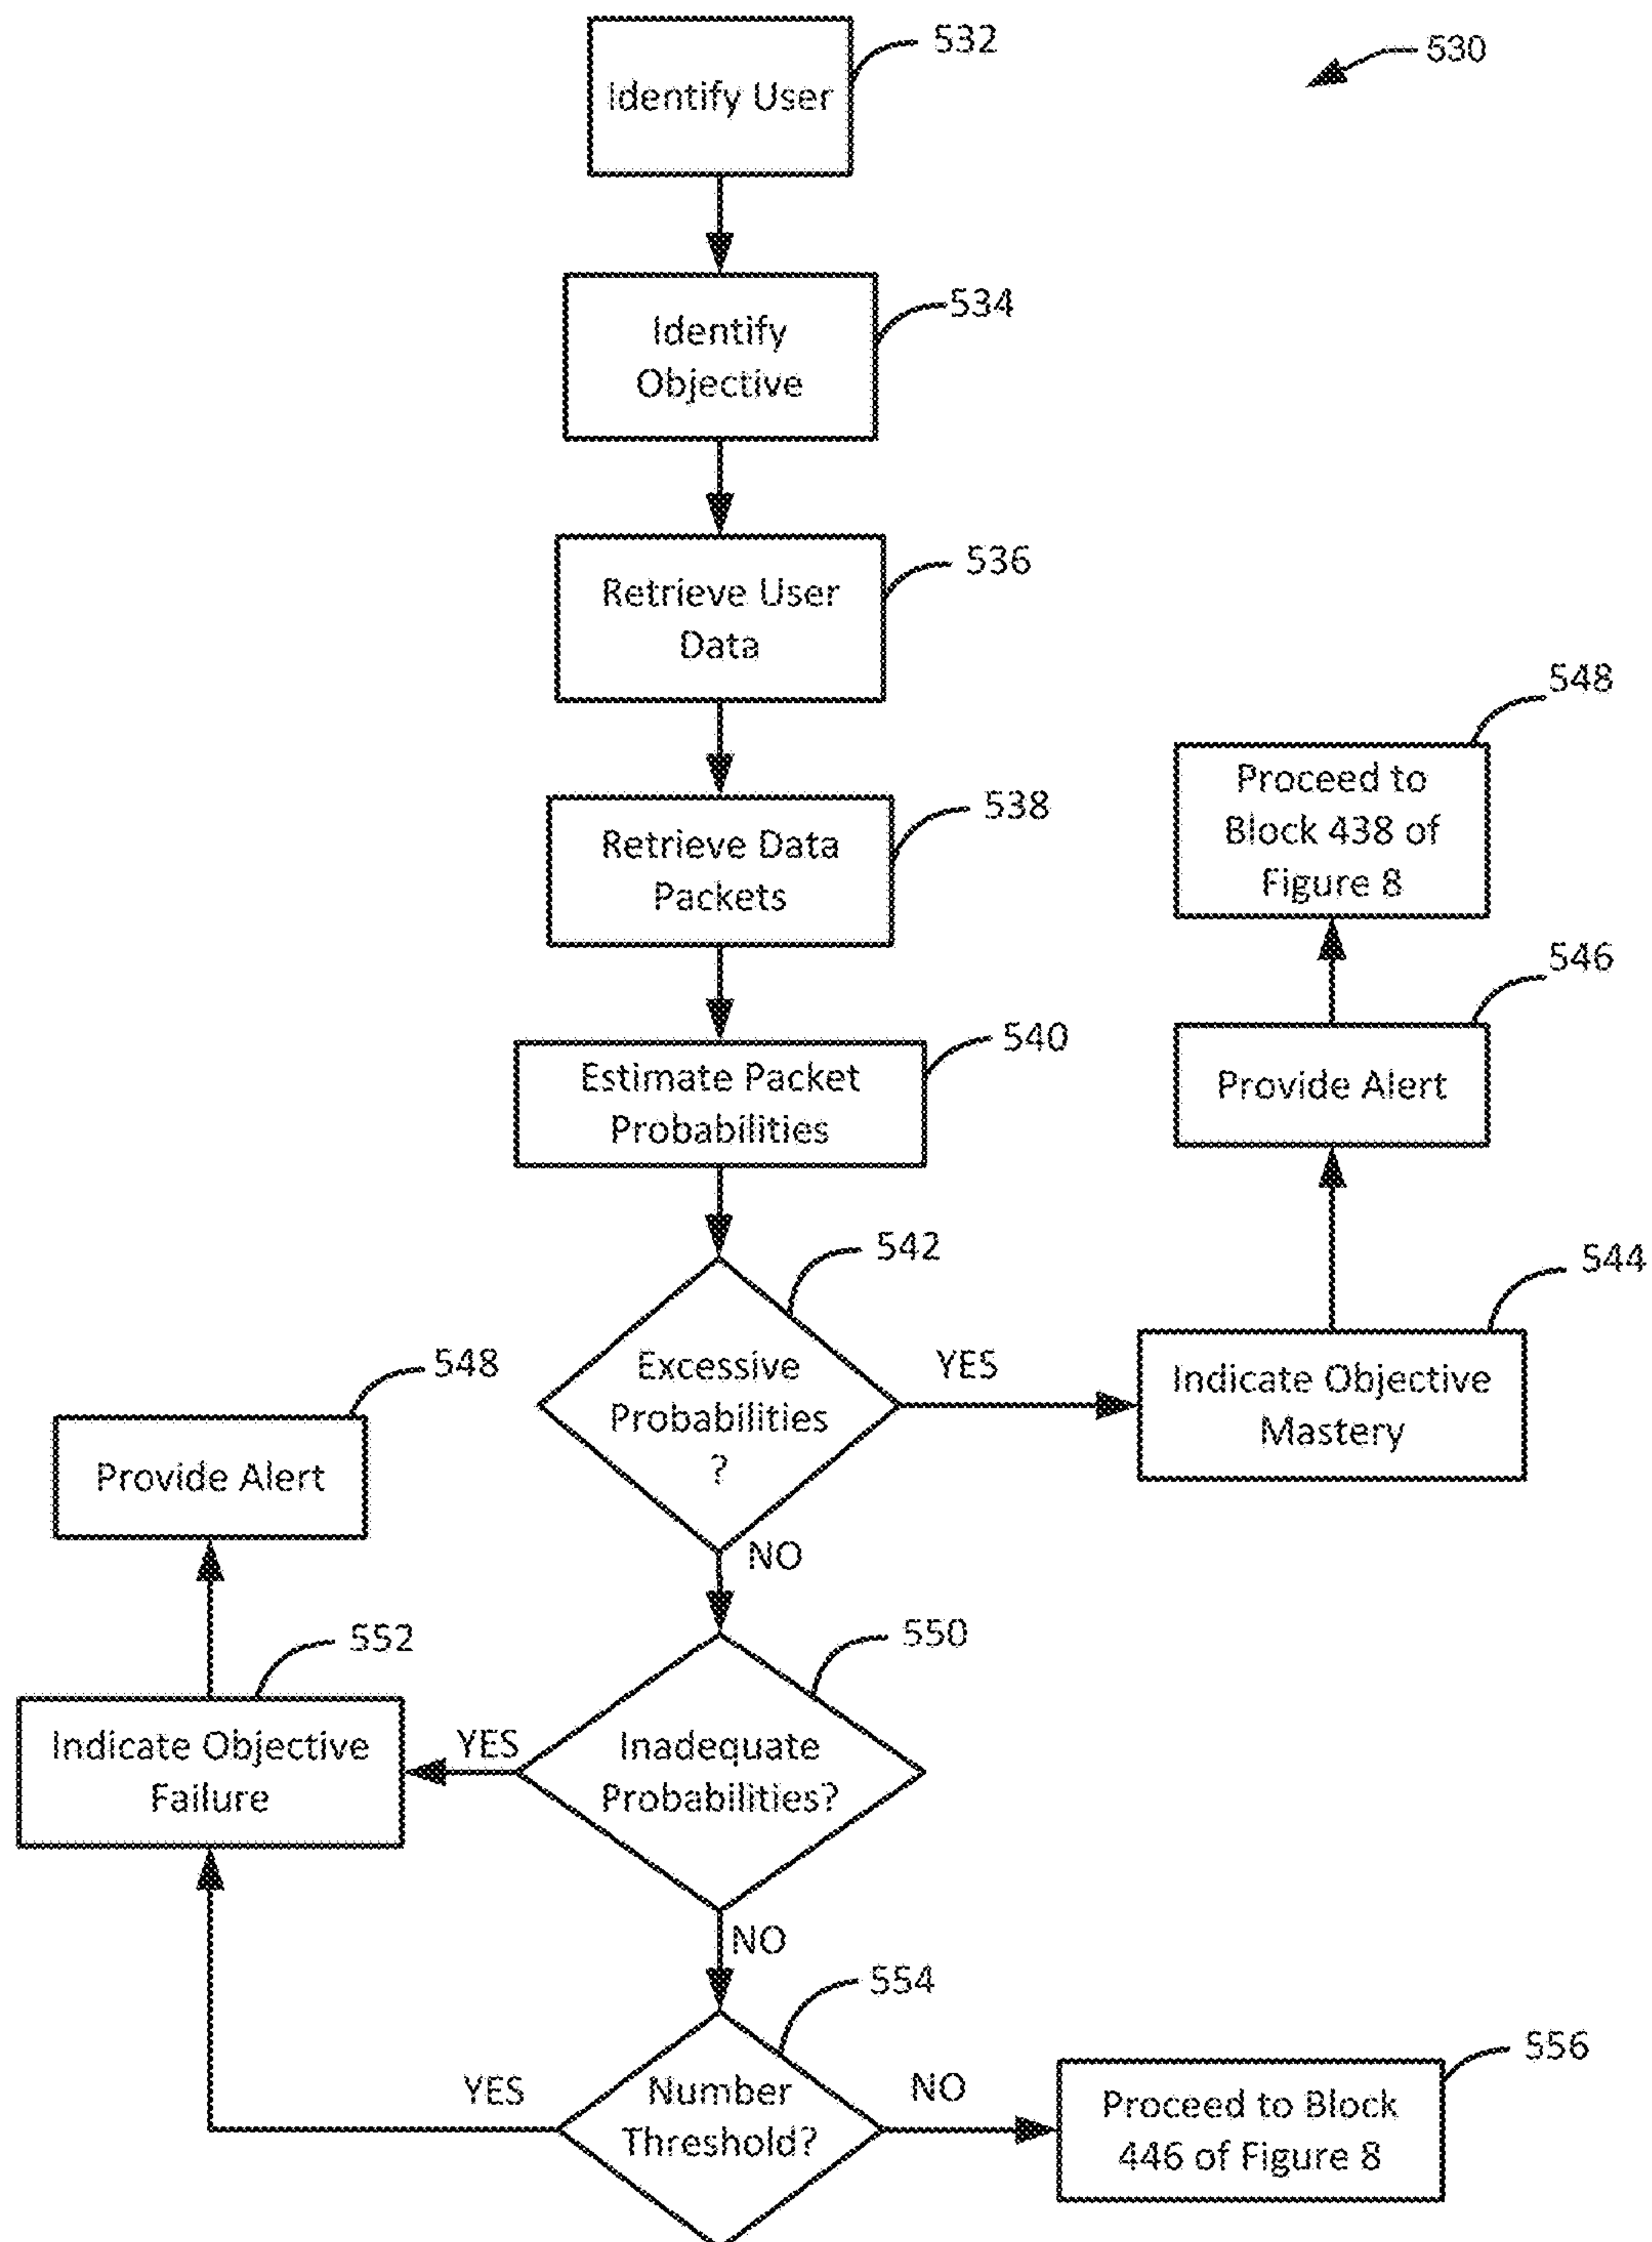 532
530
Identify User
534
Identify
Objective
536
Retrieve User
Data
548
Proceed to
Block 438 of
Figure 8
538
Retrieve Data
Packets
546
Provide Alert
540
Estimate Packet
Probabilities
542
544
Excessive
Probabilities
?
YES
Indicate Objective
Mastery
548
Provide Alert
NO
550
552
Inadequate
Probabilities?
YES
Indicate Objective
Failure
NO
554
556
Number
Threshold?
YES
NO
Proceed to Block
446 of Figure 8